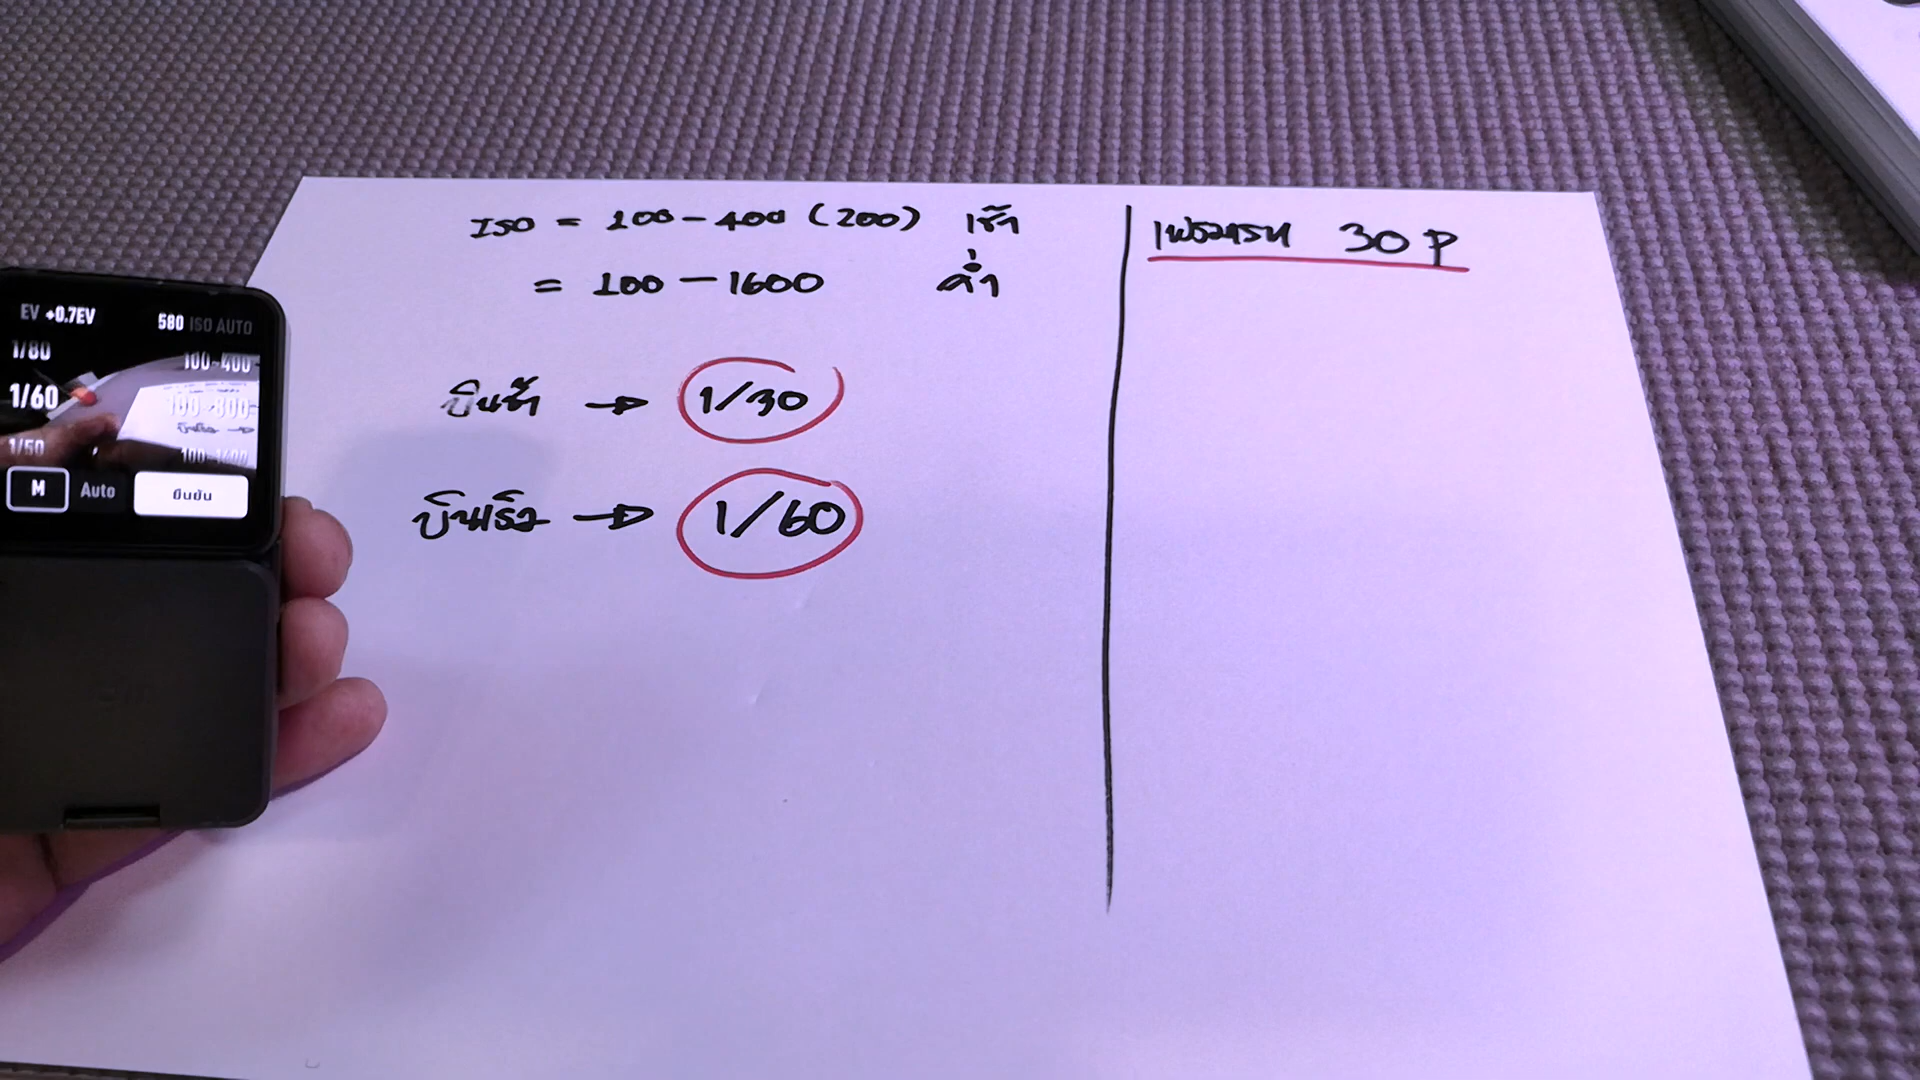 ISO = 100 - 400 (200) เช้า
= 100 - 1600 ค่ำ
บินช้า → 1/30
บินเร็ว → 1/60
เฟรมเรท 30 P
EV +0.7EV 580 ISO AUTO
1/80 100-400
1/60 100-800
1/50 100-1600
M Auto ยืนยัน